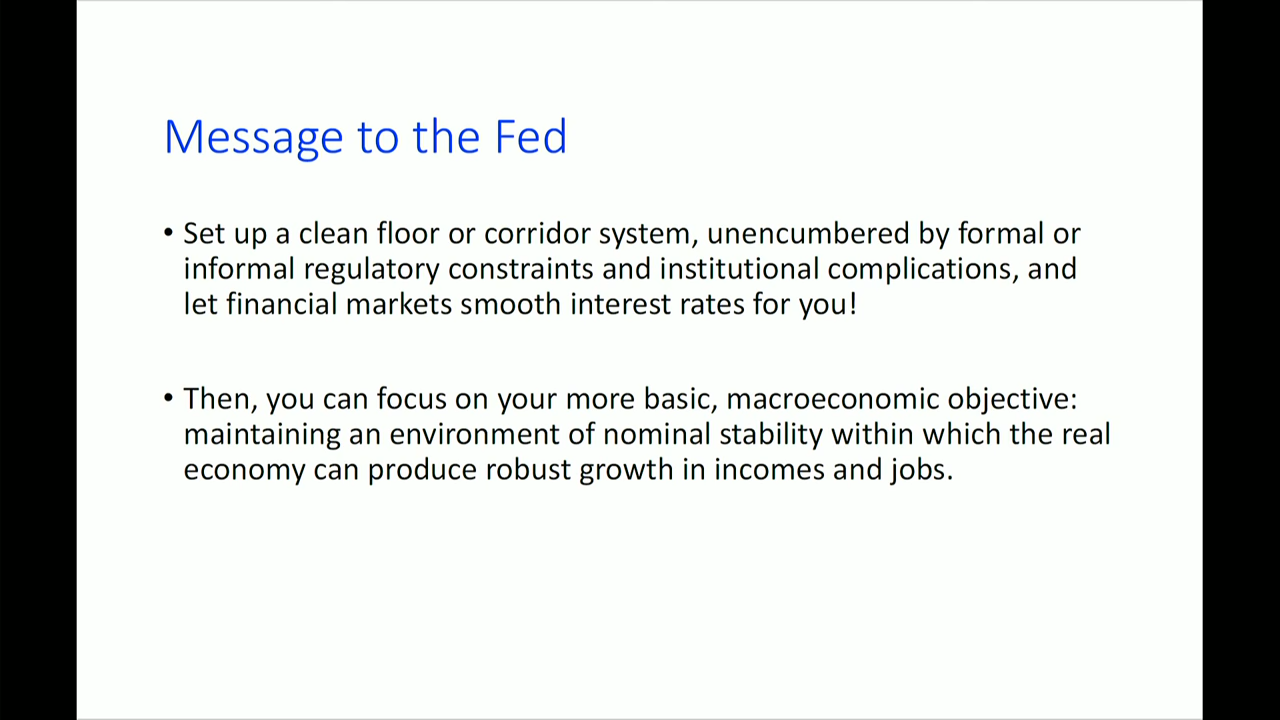 Message to the Fed
• Set up a clean floor or corridor system, unencumbered by formal or
informal regulatory constraints and institutional complications, and
let financial markets smooth interest rates for you!
• Then, you can focus on your more basic, macroeconomic objective:
maintaining an environment of nominal stability within which the real
economy can produce robust growth in incomes and jobs.